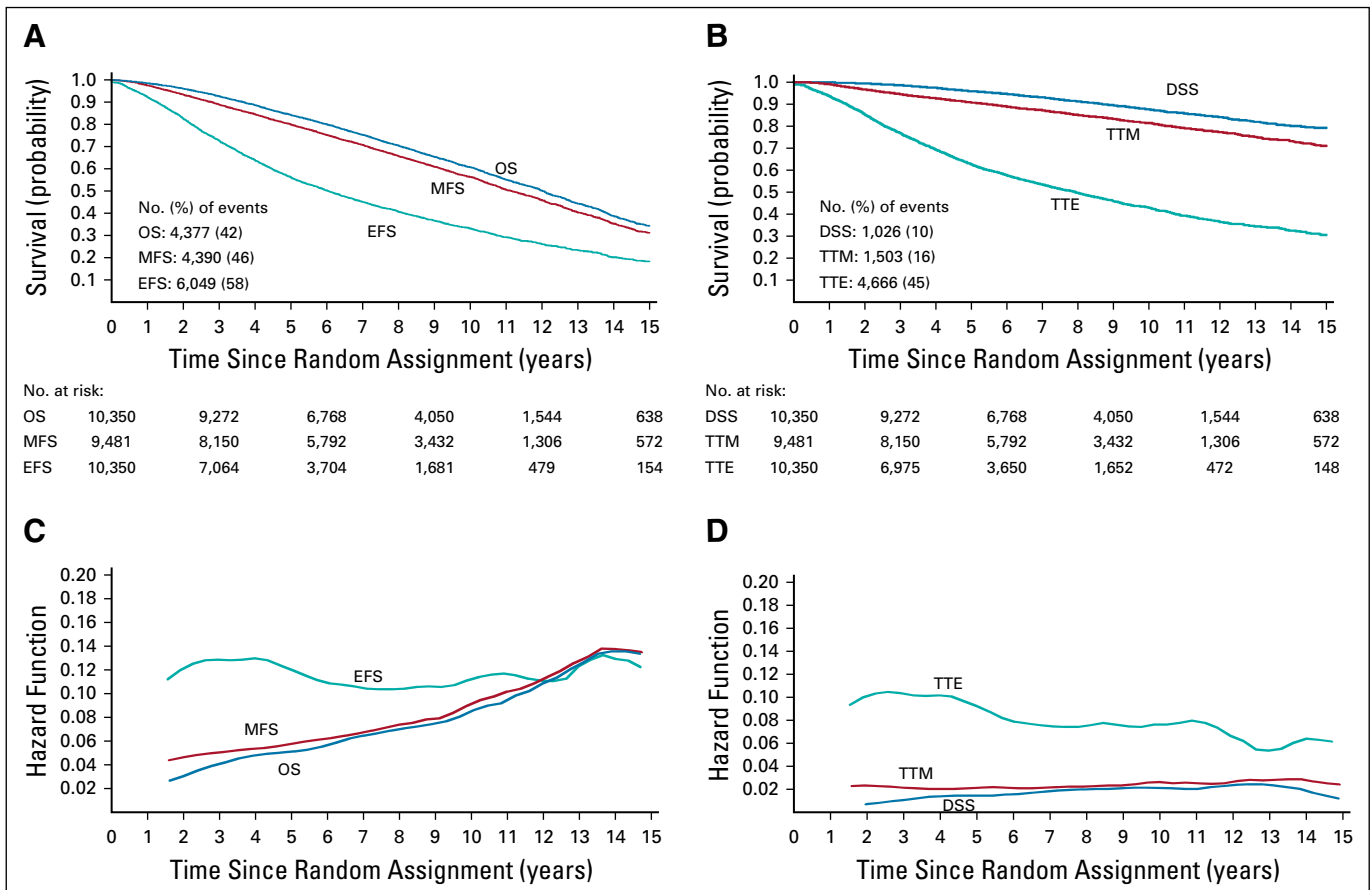 A
Survival (probability)
1.0
0.9
0.8
0.7
0.6
0.5
0.4
0.3
0.2
0.1
OS
MFS
EFS
No. (%) of events
OS: 4,377 (42)
MFS: 4,390 (46)
EFS: 6,049 (58)
0 1 2 3 4 5 6 7 8 9 10 11 12 13 14 15
Time Since Random Assignment (years)
No. at risk:
OS 10,350 9,272 6,768 4,050 1,544 638
MFS 9,481 8,150 5,792 3,432 1,306 572
EFS 10,350 7,064 3,704 1,681 479 154
B
Survival (probability)
1.0
0.9
0.8
0.7
0.6
0.5
0.4
0.3
0.2
0.1
DSS
TTM
TTE
No. (%) of events
DSS: 1,026 (10)
TTM: 1,503 (16)
TTE: 4,666 (45)
0 1 2 3 4 5 6 7 8 9 10 11 12 13 14 15
Time Since Random Assignment (years)
No. at risk:
DSS 10,350 9,272 6,768 4,050 1,544 638
TTM 9,481 8,150 5,792 3,432 1,306 572
TTE 10,350 6,975 3,650 1,652 472 148
C
Hazard Function
0.20
0.18
0.16
0.14
0.12
0.10
0.08
0.06
0.04
0.02
EFS
MFS
OS
0 1 2 3 4 5 6 7 8 9 10 11 12 13 14 15
Time Since Random Assignment (years)
D
Hazard Function
0.20
0.18
0.16
0.14
0.12
0.10
0.08
0.06
0.04
0.02
TTE
TTM
DSS
0 1 2 3 4 5 6 7 8 9 10 11 12 13 14 15
Time Since Random Assignment (years)